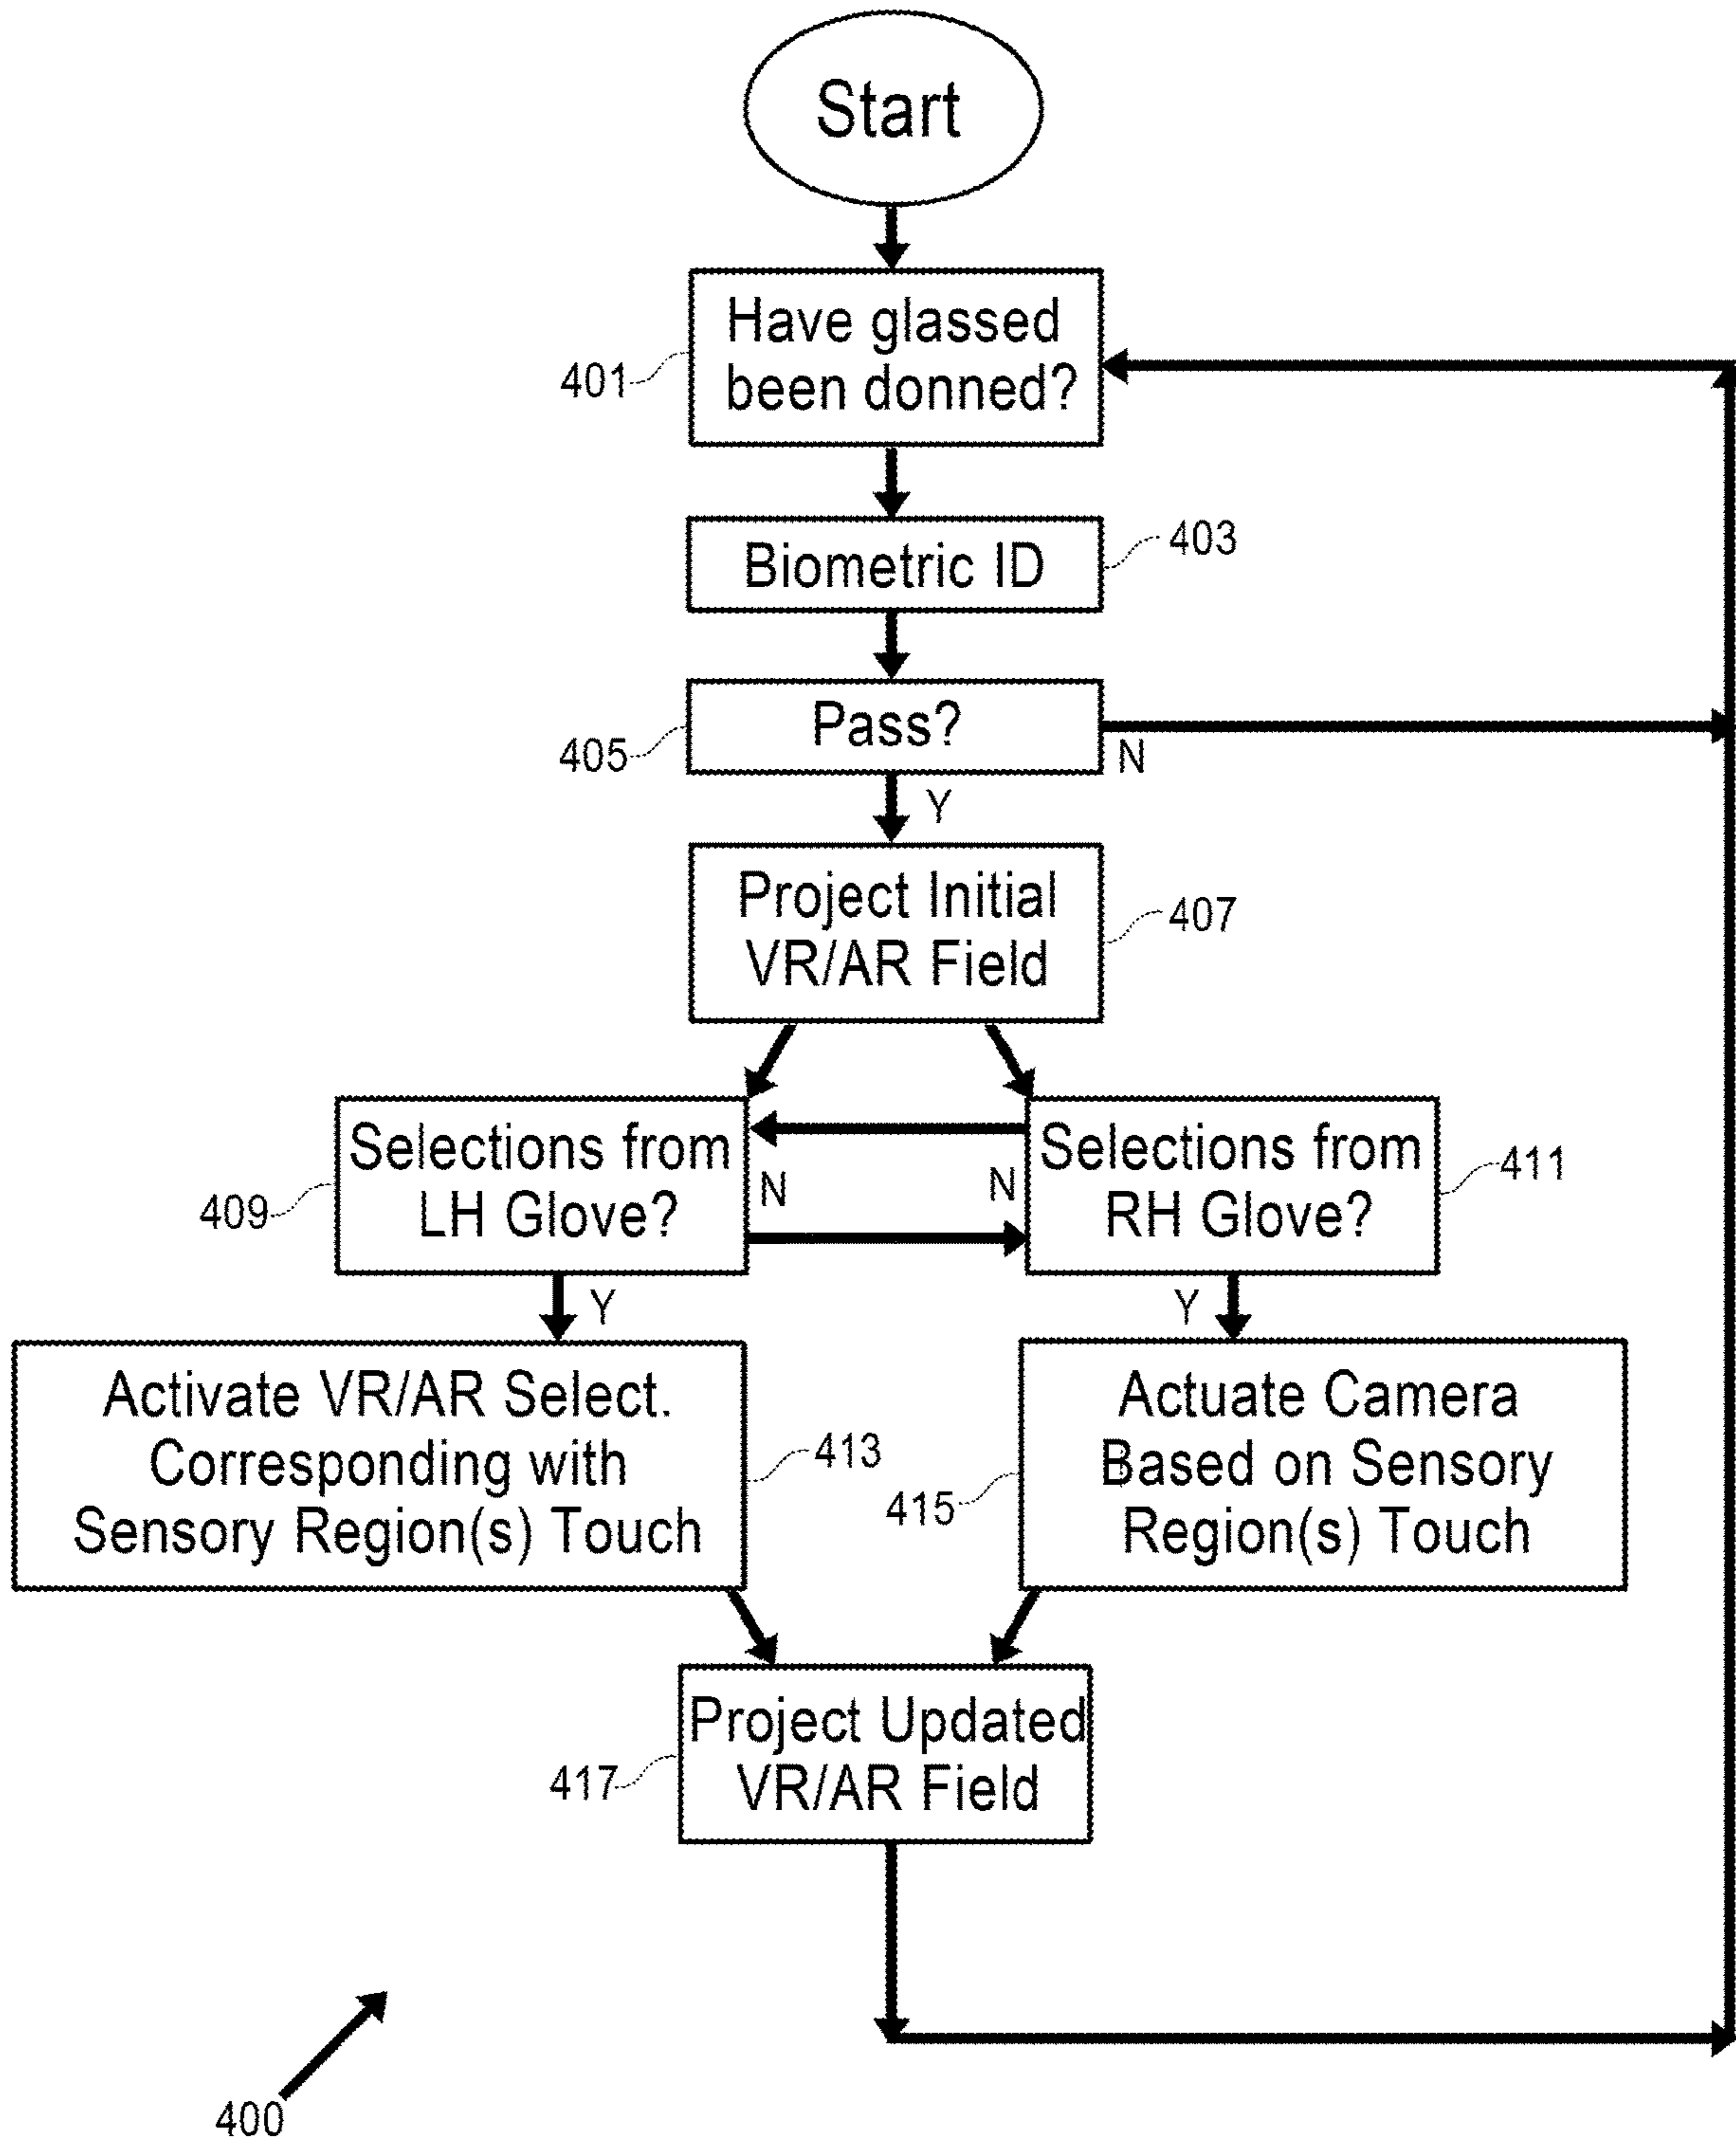 Start
Have glassed
been donned?
401
Biometric ID
403
Pass?
405
N
Y
Project Initial
VR/AR Field
407
Selections from
LH Glove?
409
N
N
Selections from
RH Glove?
411
Y
Y
Activate VR/AR Select.
Corresponding with
Sensory Region(s) Touch
413
Actuate Camera
Based on Sensory
Region(s) Touch
415
Project Updated
VR/AR Field
417
400